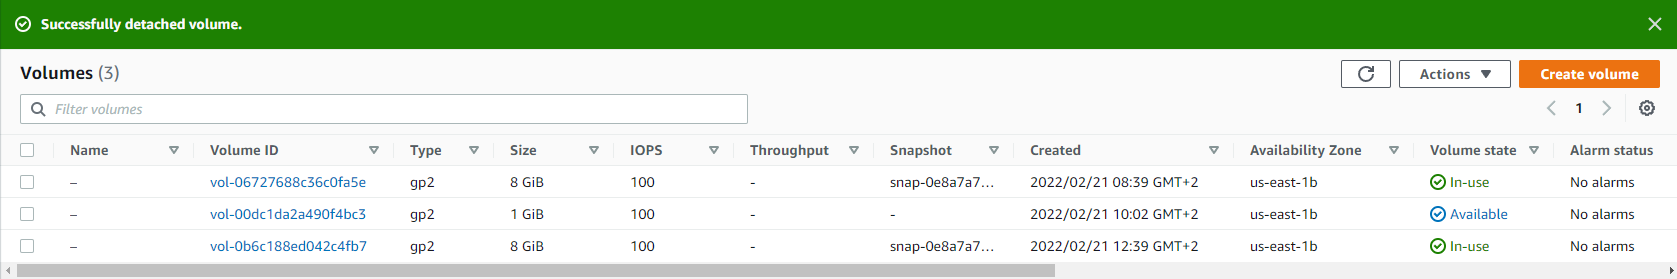 Successfully detached volume.
Volumes (3)
Actions
Create volume
Filter volumes
1
Name Volume ID Type Size IOPS Throughput Snapshot Created Availability Zone Volume state Alarm status
– vol-06727688c36c0fa5e gp2 8 GiB 100 - snap-0e8a7a7... 2022/02/21 08:39 GMT+2 us-east-1b In-use No alarms
– vol-00dc1da2a490f4bc3 gp2 1 GiB 100 - - 2022/02/21 10:02 GMT+2 us-east-1b Available No alarms
– vol-0b6c188ed042c4fb7 gp2 8 GiB 100 - snap-0e8a7a7... 2022/02/21 12:39 GMT+2 us-east-1b In-use No alarms